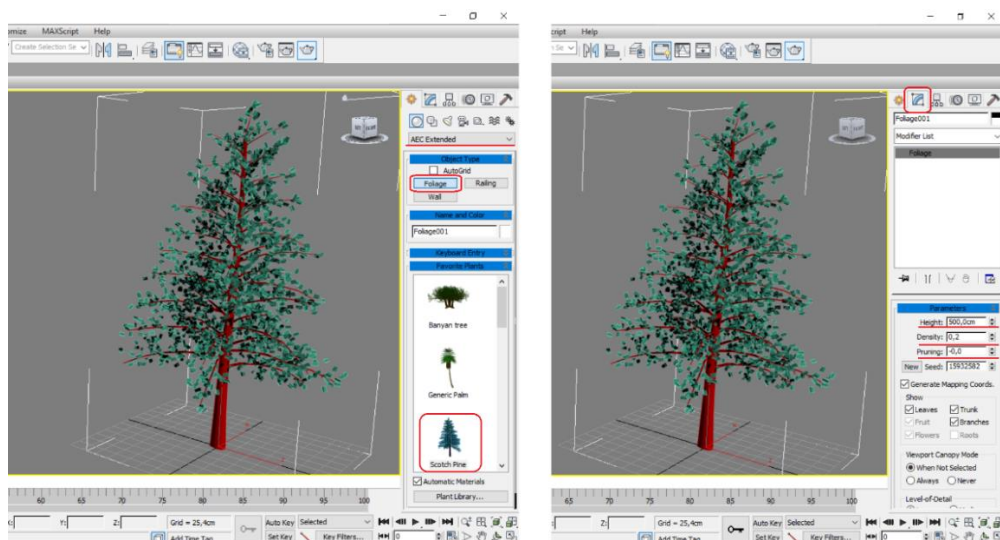 omize MAXScript Help
Create Selection Se
AEC Extended
Object Type
AutoGrid
Foliage Railing
Wall
Name and Color
Foliage001
Keyboard Entry
Favorite Plants
Banyan tree
Generic Palm
Scotch Pine
Automatic Materials
Plant Library...
60 65 70 75 80 85 90 95 100
X: Y: Z: Grid = 25,4cm Auto Key Selected
Add Time Tag Set Key Key Filters... 0
cript Help
n Se
Foliage001
Modifier List
Foliage
Parameters
Height: 500,0cm
Density: 0,2
Pruning: -0,0
New Seed: 15932582
Generate Mapping Coords.
Show
Leaves Trunk
Fruit Branches
Flowers Roots
Viewport Canopy Mode
When Not Selected
Always Never
Level-of-Detail
65 70 75 80 85 90 95 100
Z: Grid = 25,4cm Auto Key Selected
Add Time Tag Set Key Key Filters... 0